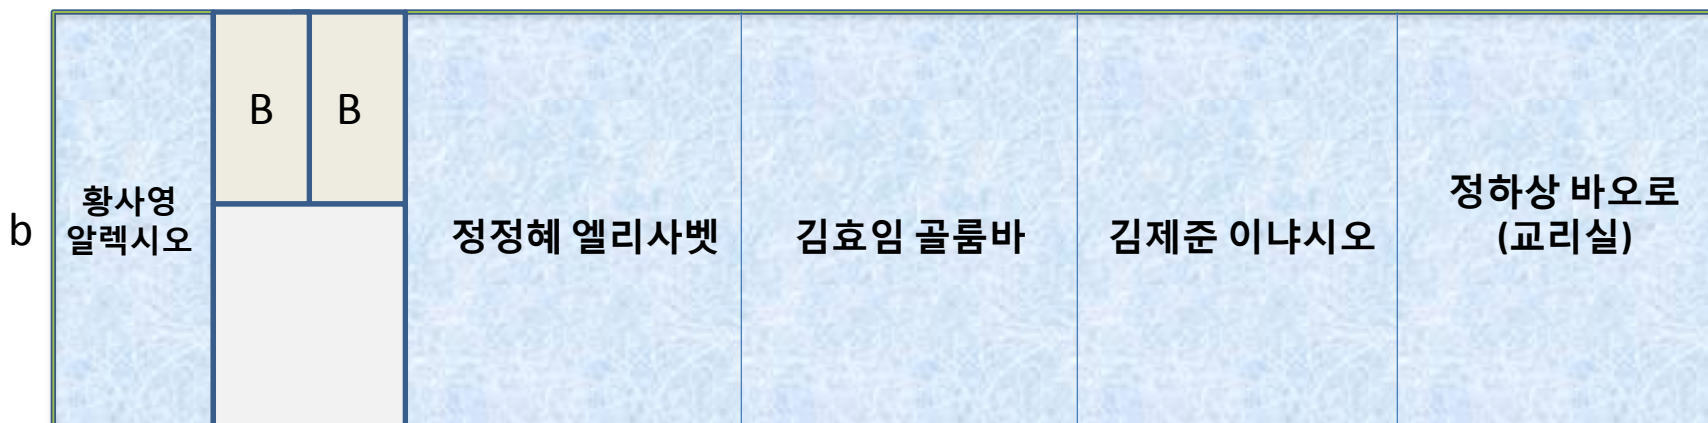 b
황사영
알렉시오
B
B
정정혜 엘리사벳
김효임 골룸바
김제준 이냐시오
정하상 바오로
(교리실)